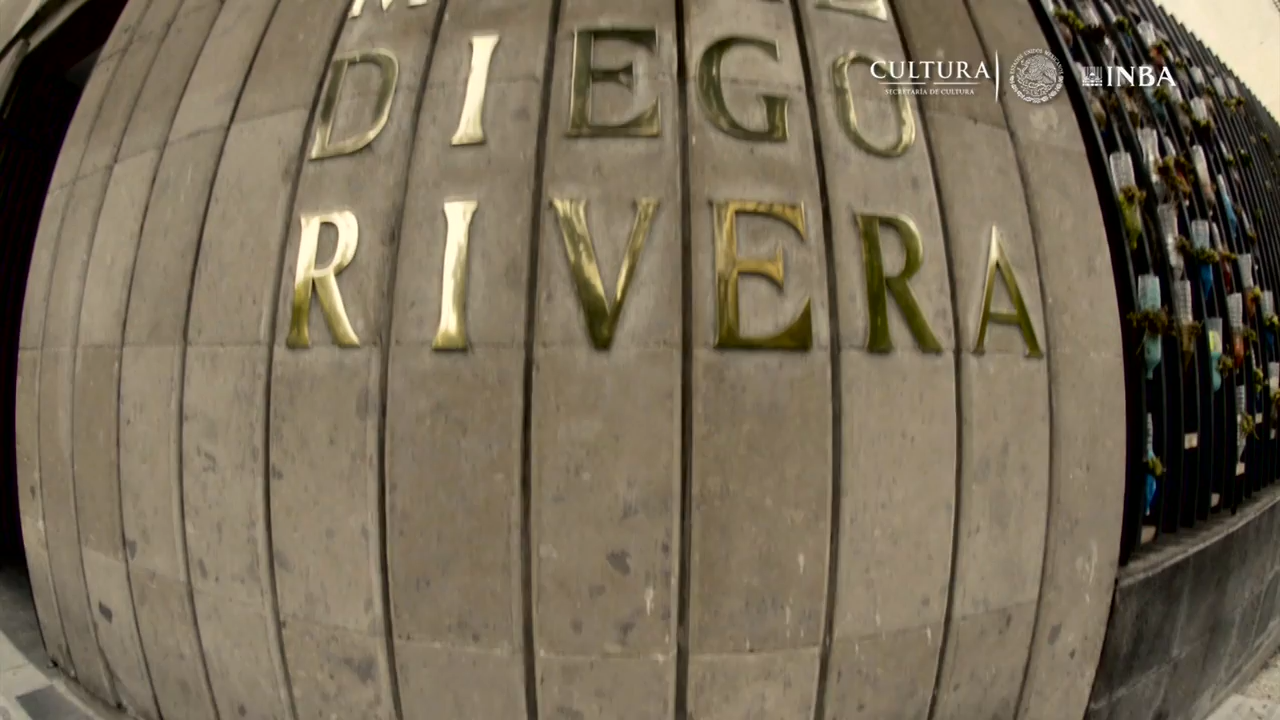 DIEGO
RIVERA
CULTURA
SECRETARÍA DE CULTURA
INBA